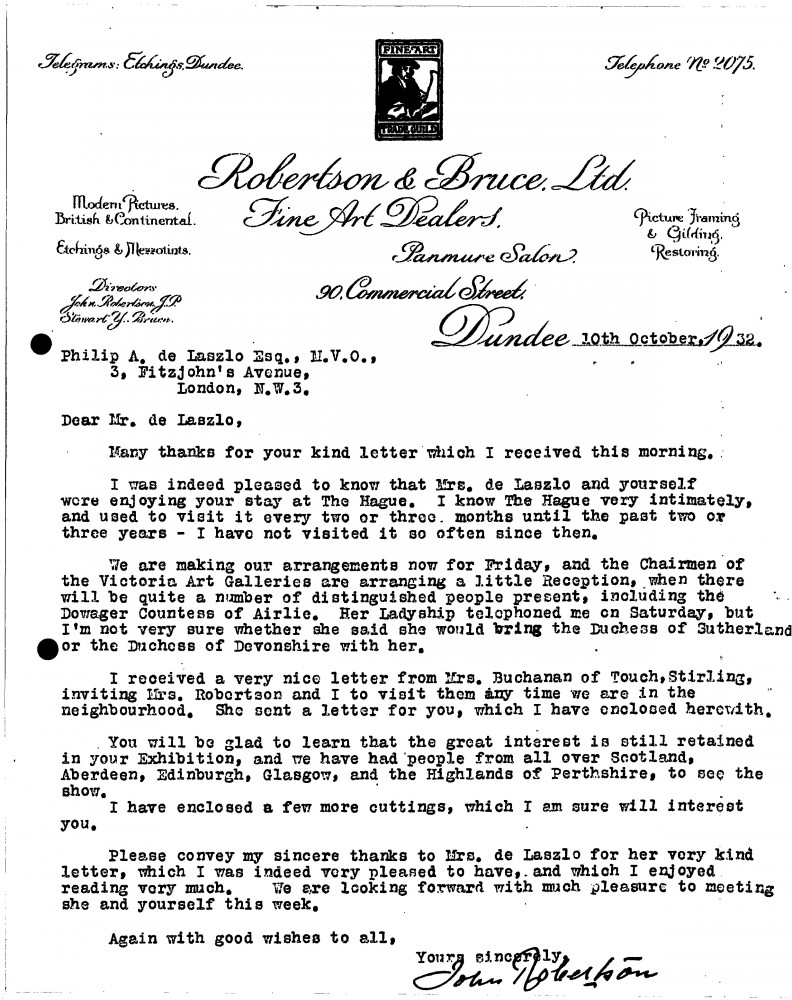 Telegrams: Etchings, Dundee.
FINE ART
TRADE GUILD
Telephone No 2075.
Robertson & Bruce, Ltd.
Fine Art Dealers.
Modern Pictures.
British & Continental.
Etchings & Mezzotints.
Picture Framing
& Gilding.
Restoring.
Panmure Salon.
Directors
John Robertson, J.P.
Stewart Y. Bruce.
90, Commercial Street,
Dundee 10th October, 1932.
Philip A. de Laszlo Esq., M.V.O.,
3, Fitzjohn's Avenue,
London, N.W.3.
Dear Mr. de Laszlo,
Many thanks for your kind letter which I received this morning.
I was indeed pleased to know that Mrs. de Laszlo and yourself
were enjoying your stay at The Hague. I know The Hague very intimately,
and used to visit it every two or three. months until the past two or
three years - I have not visited it so often since then.
We are making our arrangements now for Friday, and the Chairmen of
the Victoria Art Galleries are arranging a little Reception, when there
will be quite a number of distinguished people present, including the
Dowager Countess of Airlie. Her Ladyship telephoned me on Saturday, but
I'm not very sure whether she said she would bring the Duchess of Sutherland
or the Duchess of Devonshire with her.
I received a very nice letter from Mrs. Buchanan of Touch,Stirling,
inviting Mrs. Robertson and I to visit them any time we are in the
neighbourhood. She sent a letter for you, which I have enclosed herewith.
You will be glad to learn that the great interest is still retained
in your Exhibition, and we have had people from all over Scotland,
Aberdeen, Edinburgh, Glasgow, and the Highlands of Perthshire, to see the
show.
I have enclosed a few more cuttings, which I am sure will interest
you.
Please convey my sincere thanks to Mrs. de Laszlo for her very kind
letter, which I was indeed very pleased to have, and which I enjoyed
reading very much. We are looking forward with much pleasure to meeting
she and yourself this week.
Again with good wishes to all,
Yours sincerely,
John Robertson